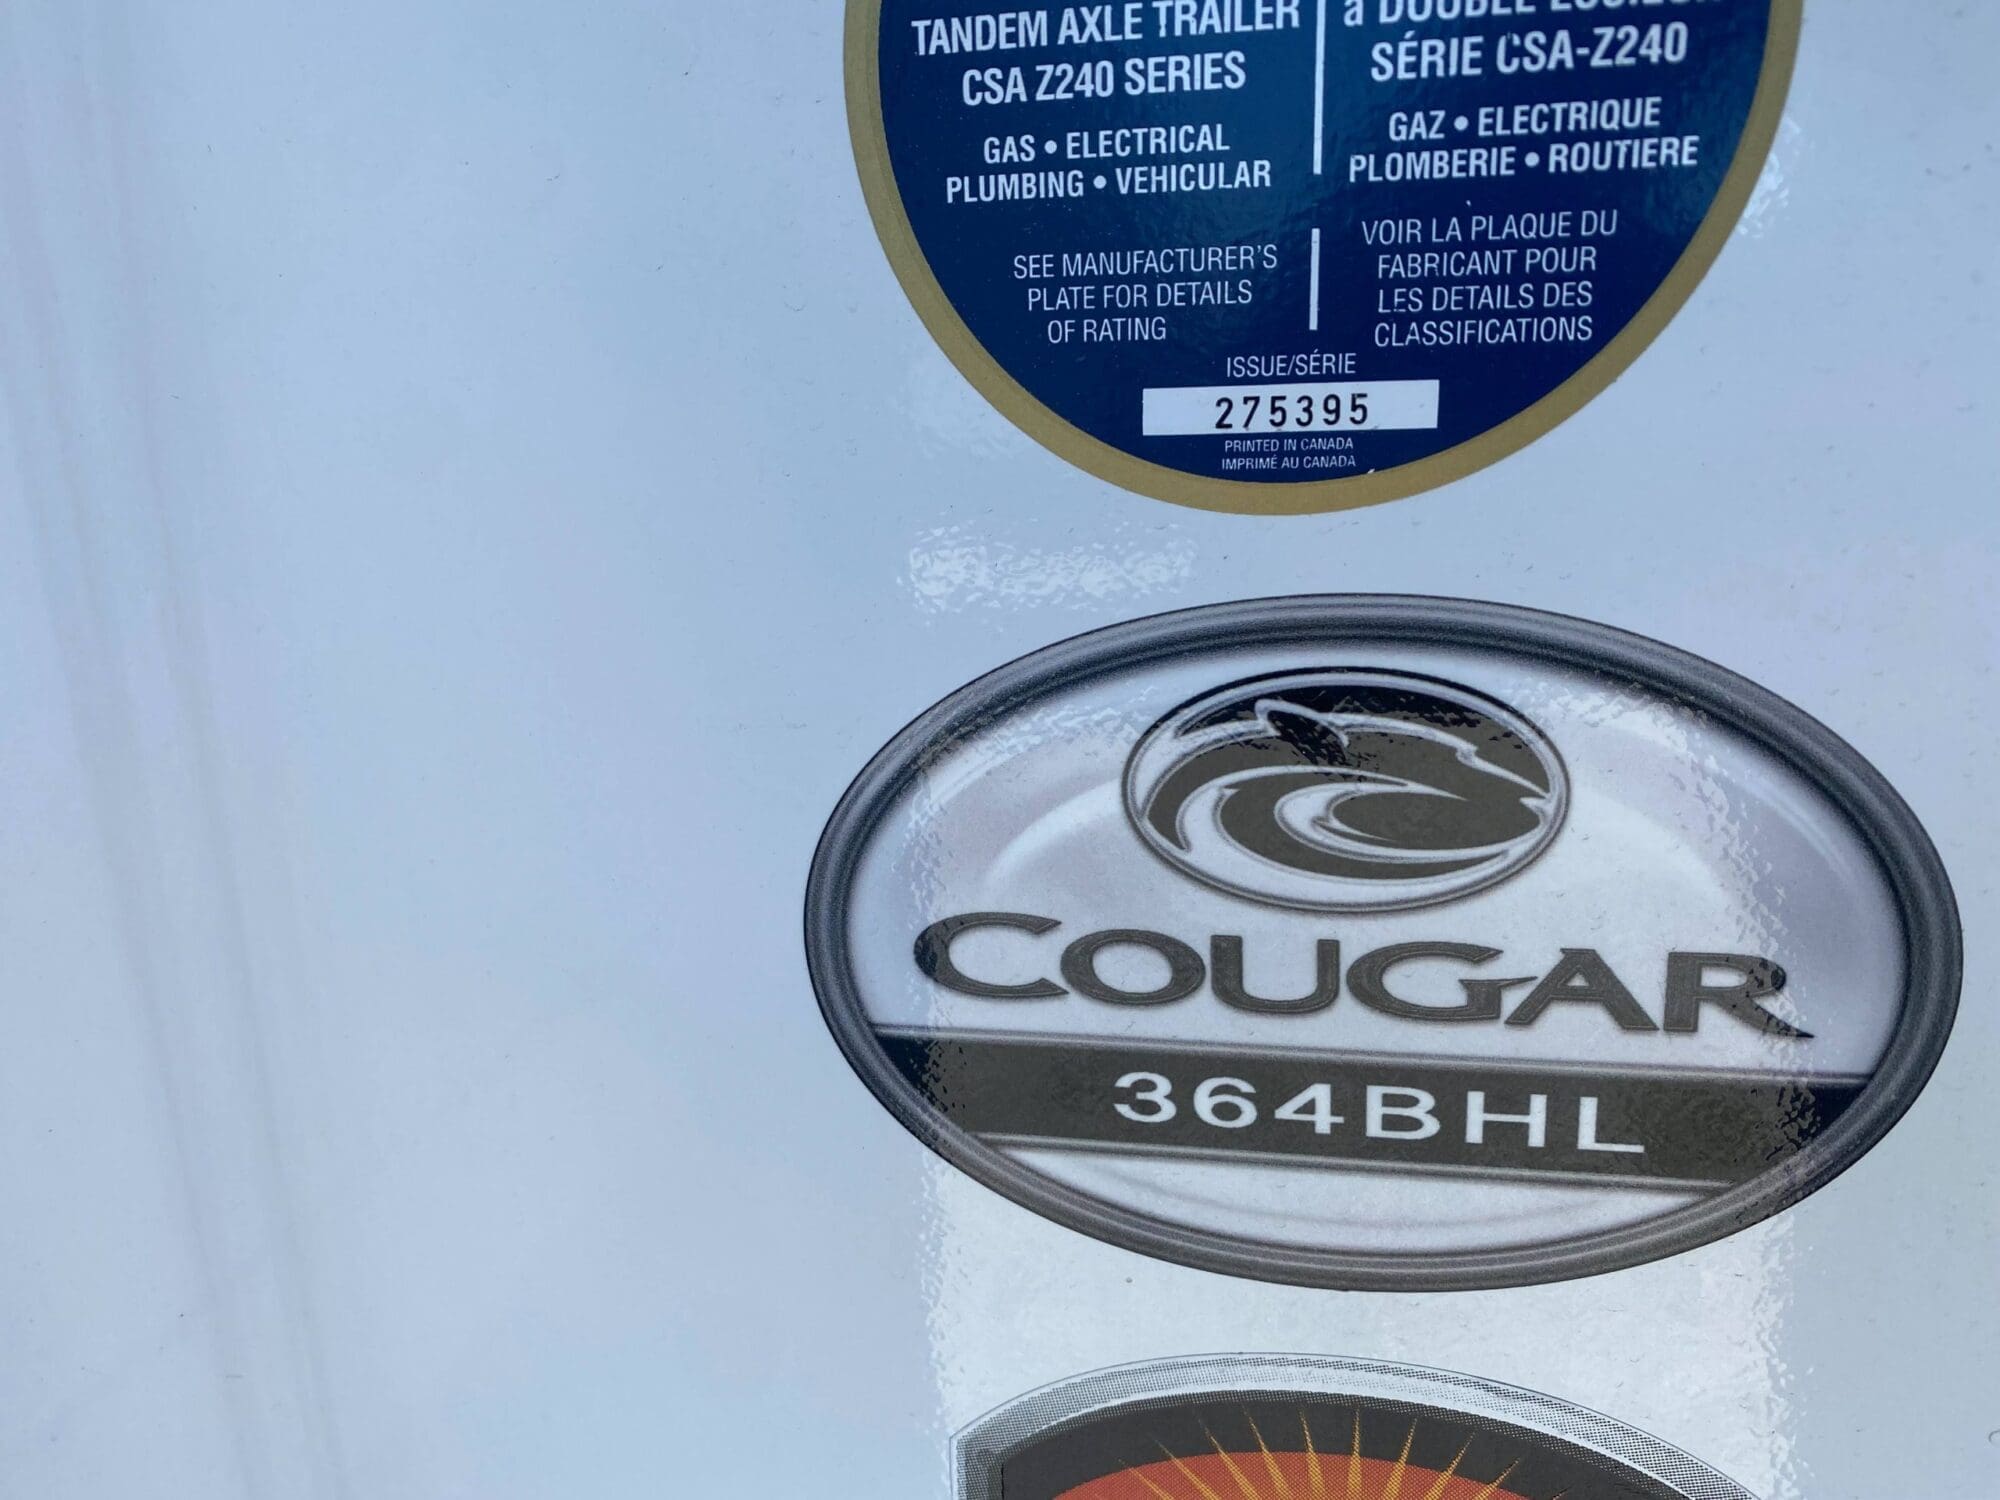 TANDEM AXLE TRAILER
CSA Z240 SERIES
GAS • ELECTRICAL
PLUMBING • VEHICULAR
SEE MANUFACTURER'S
PLATE FOR DETAILS
OF RATING
à DOUBLE
SÉRIE CSA-Z240
GAZ • ELECTRIQUE
PLOMBERIE • ROUTIERE
VOIR LA PLAQUE DU
FABRICANT POUR
LES DETAILS DES
CLASSIFICATIONS
ISSUE/SÉRIE
275395
PRINTED IN CANADA
IMPRIMÉ AU CANADA
COUGAR
364BHL